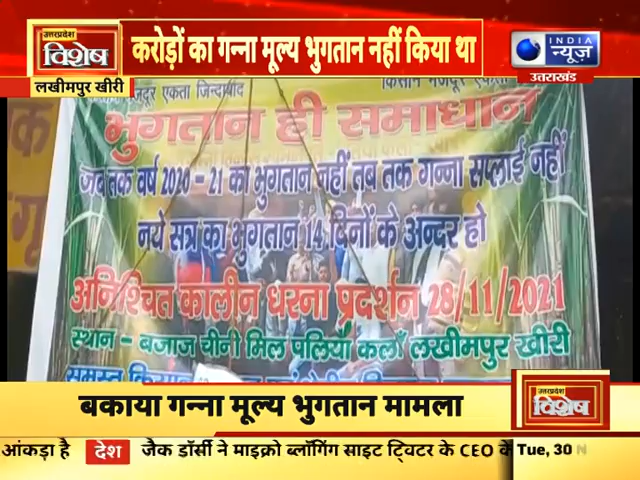 उत्तरप्रदेश
विशेष
लखीमपुर खीरी
करोड़ों का गन्ना मूल्य भुगतान नहीं किया था
INDIA
न्यूज़
उत्तराखंड
मजदूर एकता जिन्दाबाद
किसान मजदूर एकता
भुगतान ही समाधान
जब तक वर्ष 2020 - 21 का भुगतान नहीं तब तक गन्ना सप्लाई नहीं
नये सत्र का भुगतान 14 दिनों के अन्दर हो
अनिश्चित कालीन धरना प्रदर्शन 28/11/2021
स्थान - बजाज चीनी मिल पलिया कलाँ लखीमपुर खीरी
समस्त
बकाया गन्ना मूल्य भुगतान मामला
उत्तरप्रदेश
विशेष
आंकड़ा है देश जैक डॉर्सी ने माइक्रो ब्लॉगिंग साइट ट्विटर के CEO के Tue, 30 N